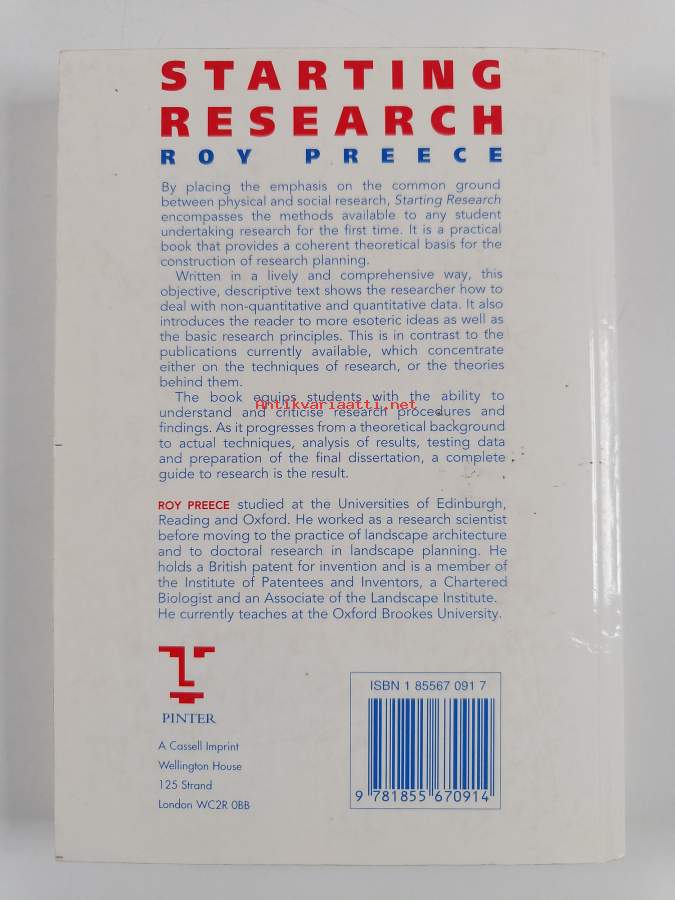 STARTING
RESEARCH
ROY PREECE
By placing the emphasis on the common ground
between physical and social research, Starting Research
encompasses the methods available to any student
undertaking research for the first time. It is a practical
book that provides a coherent theoretical basis for the
construction of research planning.
Written in a lively and comprehensive way, this
objective, descriptive text shows the researcher how to
deal with non-quantitative and quantitative data. It also
introduces the reader to more esoteric ideas as well as
the basic research principles. This is in contrast to the
publications currently available, which concentrate
either on the techniques of research, or the theories
behind them.
The book equips students with the ability to
Antikvariaatti.net
understand and criticise research procedures and
findings. As it progresses from a theoretical background
to actual techniques, analysis of results, testing data
and preparation of the final dissertation, a complete
guide to research is the result.
ROY PREECE studied at the Universities of Edinburgh,
Reading and Oxford. He worked as a research scientist
before moving to the practice of landscape architecture
and to doctoral research in landscape planning. He
holds a British patent for invention and is a member of
the Institute of Patentees and Inventors, a Chartered
Biologist and an Associate of the Landscape Institute.
He currently teaches at the Oxford Brookes University.
PINTER
A Cassell Imprint
Wellington House
125 Strand
London WC2R 0BB
ISBN 1 85567 091 7
9 781855 670914